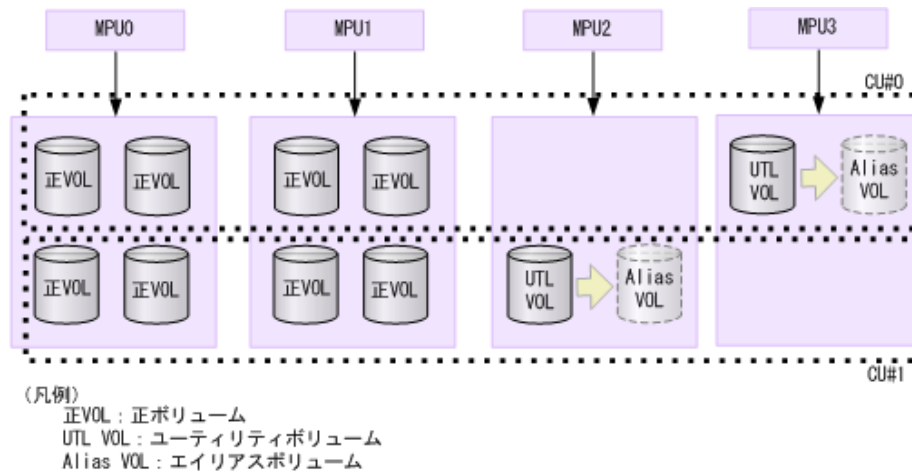 MPU0 MPU1 MPU2 MPU3
CU#0
正VOL 正VOL 正VOL 正VOL UTL VOL Alias VOL
正VOL 正VOL 正VOL 正VOL UTL VOL Alias VOL
CU#1
(凡例)
正VOL：正ボリューム
UTL VOL：ユーティリティボリューム
Alias VOL：エイリアスボリューム